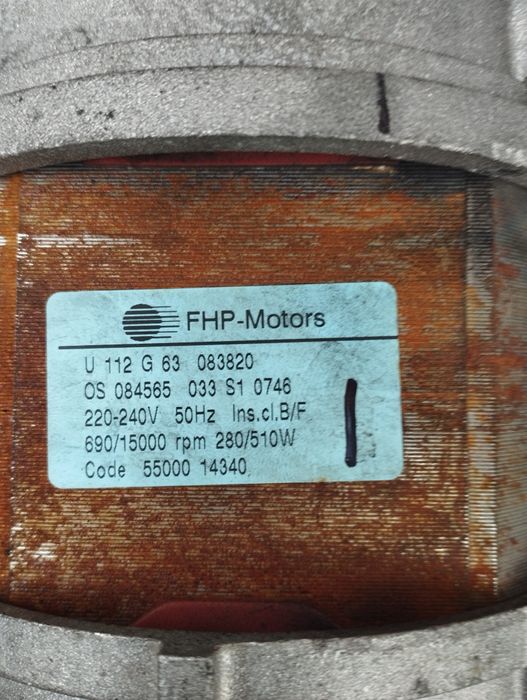 FHP-Motors
U 112 G 63 083820
OS 084565 033 S1 0746
220-240V 50Hz Ins.cl.B/F
690/15000 rpm 280/510W
Code 55000 14340